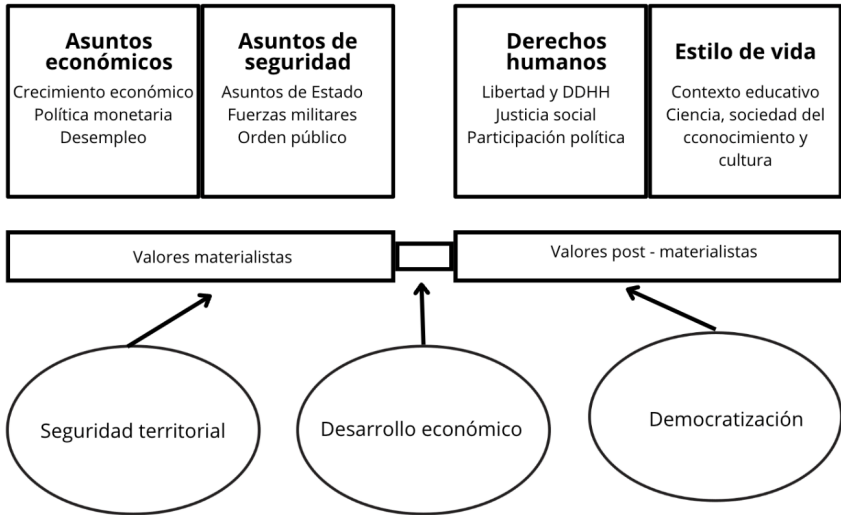 Asuntos
económicos
Crecimiento económico
Política monetaria
Desempleo
Asuntos de
seguridad
Asuntos de Estado
Fuerzas militares
Orden público
Derechos
humanos
Libertad y DDHH
Justicia social
Participación política
Estilo de vida
Contexto educativo
Ciencia, sociedad del
cconocimiento y
cultura
Valores materialistas
Valores post - materialistas
Seguridad territorial
Desarrollo económico
Democratización